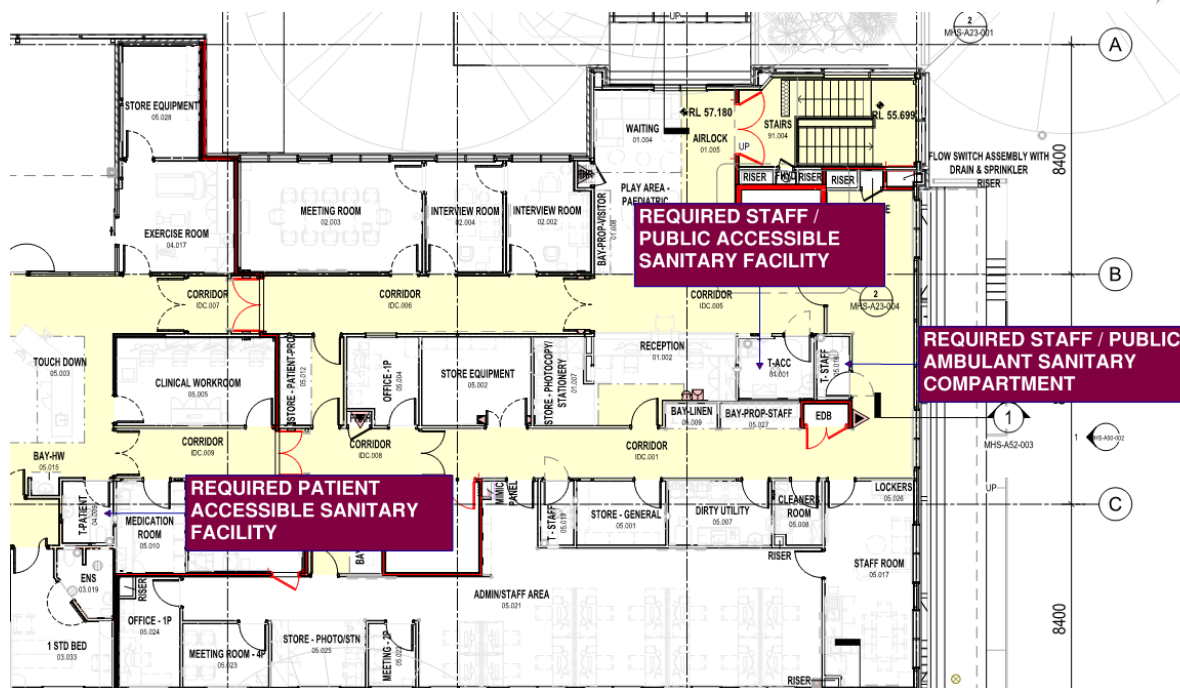 UP
2
MHS-A23-001
A
STORE EQUIPMENT
05.028
RL 57.180
RL 55.699
WAITING
01.004
AIRLOCK
01.005
STAIRS
91.004
UP
8400
FLOW SWITCH ASSEMBLY WITH
DRAIN & SPRINKLER
RISER
RISER
RISER
RISER
PLAY AREA -
PAEDIATRIC
MEETING ROOM
02.003
INTERVIEW ROOM
02.004
INTERVIEW ROOM
02.002
BAY-PROP-VISITOR
EXERCISE ROOM
04.017
REQUIRED STAFF /
PUBLIC ACCESSIBLE
SANITARY FACILITY
B
CORRIDOR
IDC.007
CORRIDOR
IDC.006
CORRIDOR
IDC.005
2
MHS-A23-004
REQUIRED STAFF / PUBLIC
AMBULANT SANITARY
COMPARTMENT
TOUCH DOWN
05.003
CLINICAL WORKROOM
05.005
STORE - PATIENT-PROP
05.012
OFFICE -1P
05.004
STORE EQUIPMENT
05.002
STORE - PHOTOCOPY/
STATIONERY
01.007
RECEPTION
01.002
T-ACC
01.001
T - STAFF
BAY-LINEN
05.009
BAY-PROP-STAFF
05.027
EDB
1
MHS-A52-003
1
CORRIDOR
IDC.009
CORRIDOR
IDC.008
CORRIDOR
IDC.001
BAY-HW
05.015
UP
C
REQUIRED PATIENT
ACCESSIBLE SANITARY
FACILITY
T-PATIENT
04.009
MEDICATION
ROOM
05.010
MIMIC
PANEL
T - STAFF
STORE - GENERAL
05.001
DIRTY UTILITY
05.007
CLEANERS
ROOM
05.008
LOCKERS
05.026
RISER
STAFF ROOM
05.017
ENS
03.019
RISER
ADMIN/STAFF AREA
05.021
OFFICE - 1P
05.024
8400
1 STD BED
03.033
MEETING ROOM - 4P
05.023
STORE - PHOTO/STN
05.025
MEETING - 2P
RISER